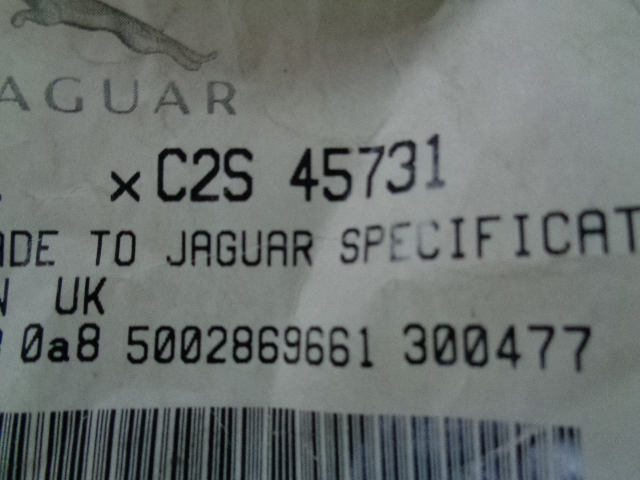 AGUAR
x C2S 45731
ADE TO JAGUAR SPECIFICAT
N UK
0a8 5002869661 300477